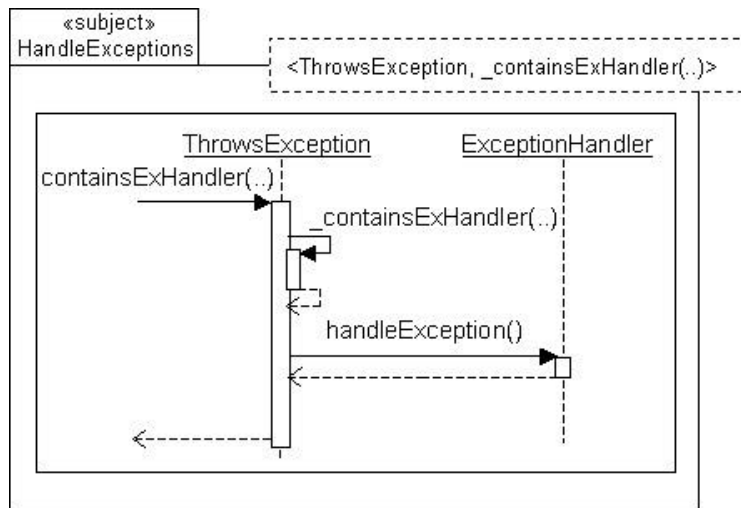 «subject»
HandleExceptions
<ThrowsException, _containsExHandler(..)>
ThrowsException
ExceptionHandler
containsExHandler(..)
_containsExHandler(..)
handleException()